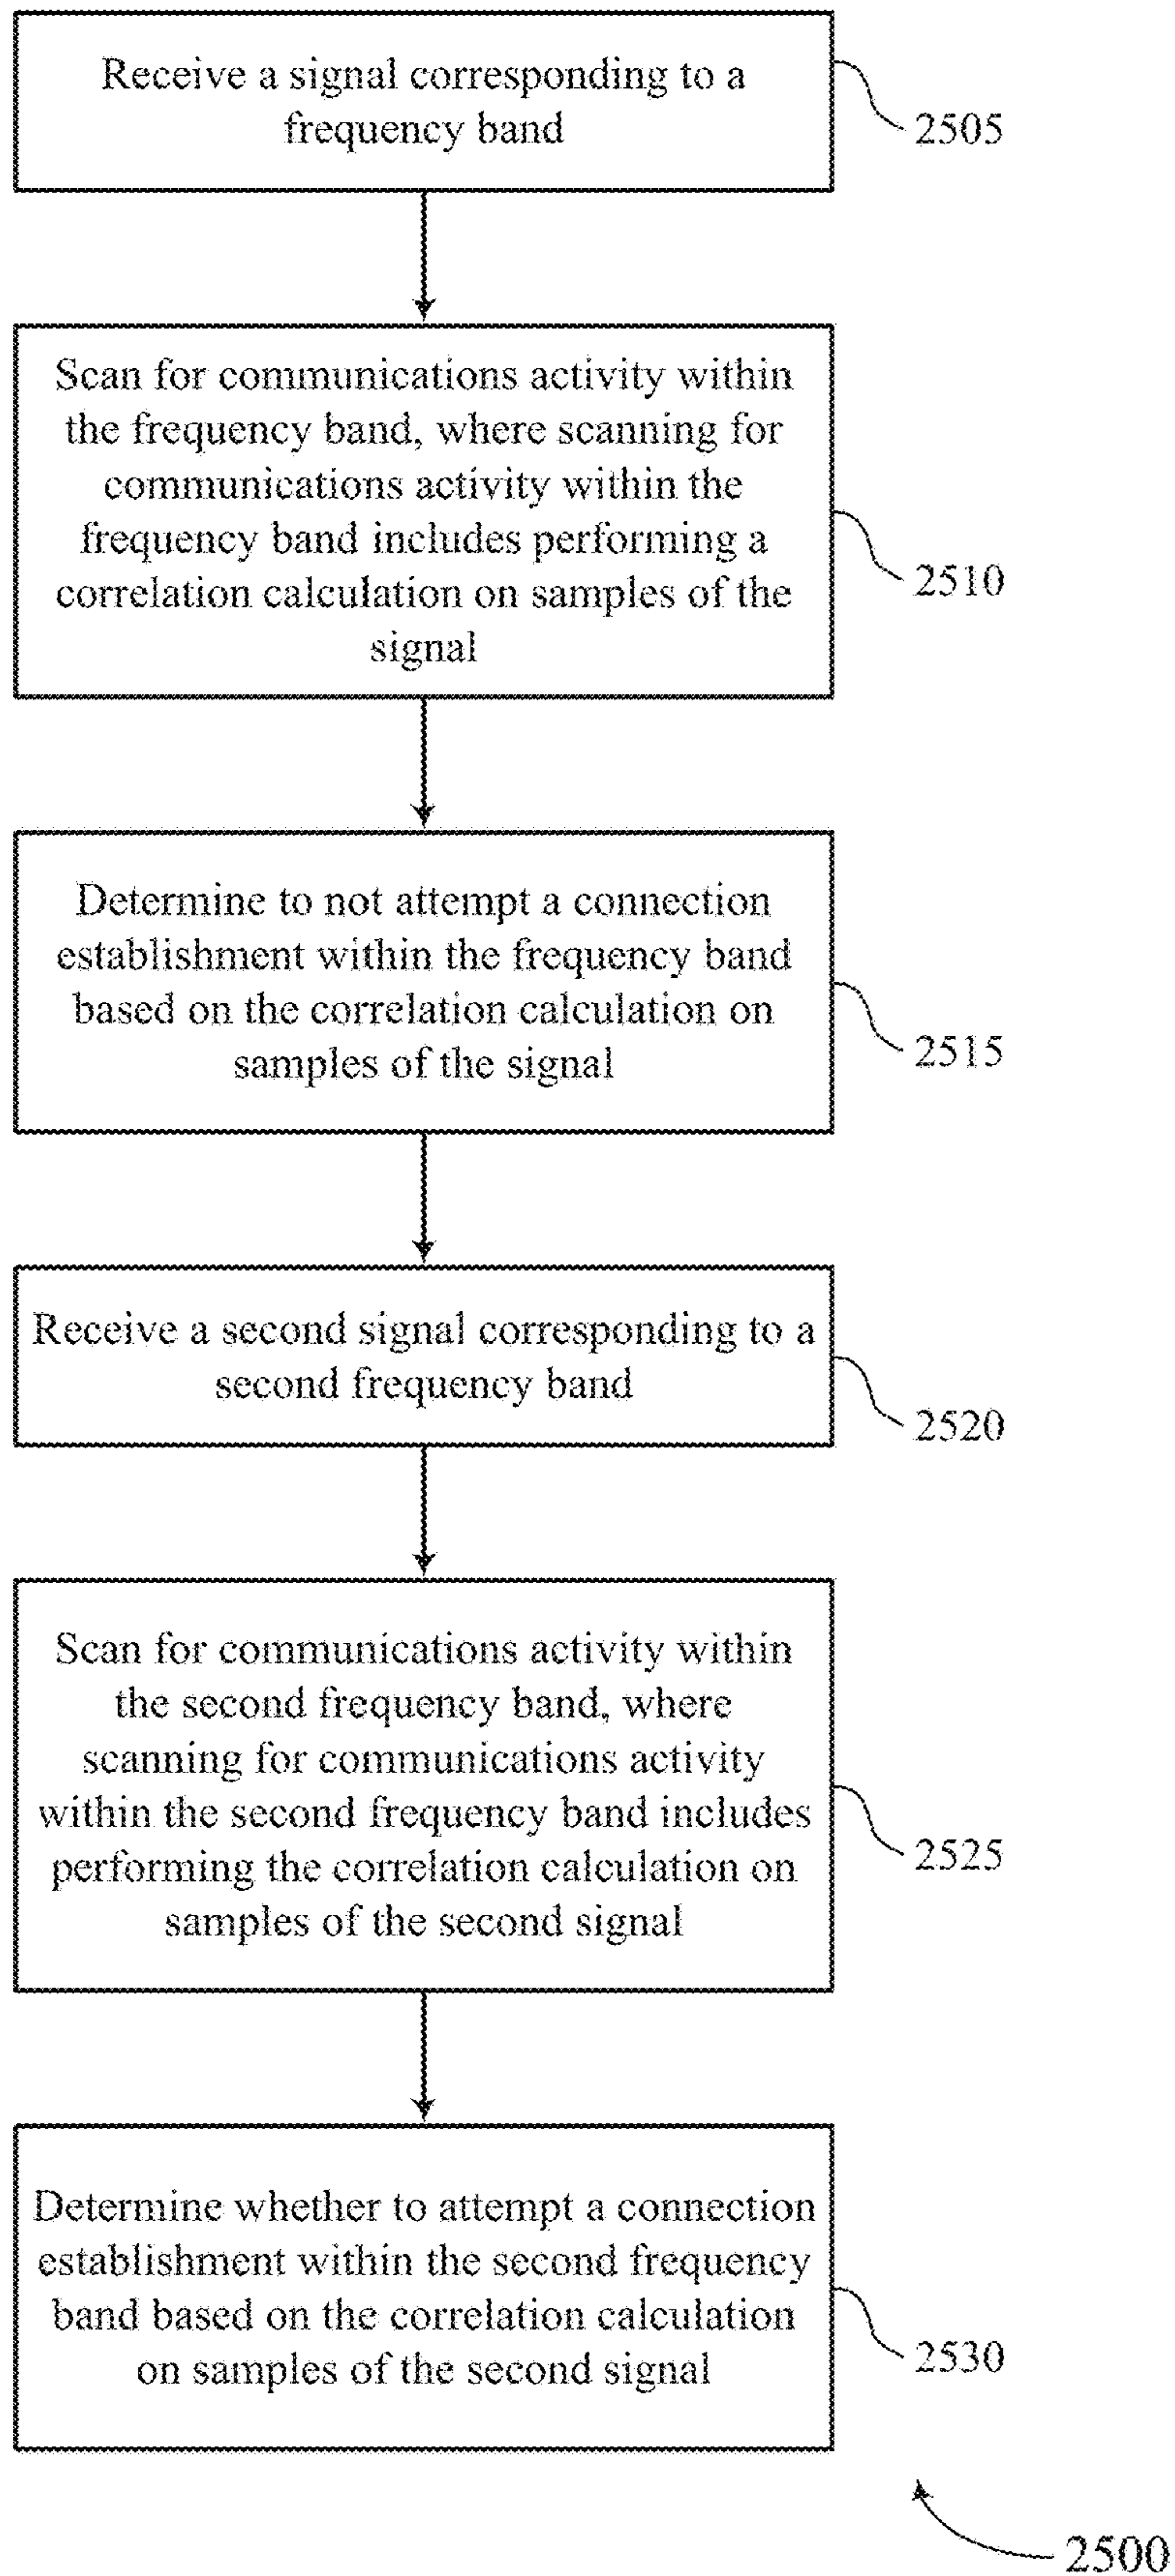 Receive a signal corresponding to a
frequency band
2505
Scan for communications activity within
the frequency band, where scanning for
communications activity within the
frequency band includes performing a
correlation calculation on samples of the
signal
2510
Determine to not attempt a connection
establishment within the frequency band
based on the correlation calculation on
samples of the signal
2515
Receive a second signal corresponding to a
second frequency band
2520
Scan for communications activity within
the second frequency band, where
scanning for communications activity
within the second frequency band includes
performing the correlation calculation on
samples of the second signal
2525
Determine whether to attempt a connection
establishment within the second frequency
band based on the correlation calculation
on samples of the second signal
2530
2500